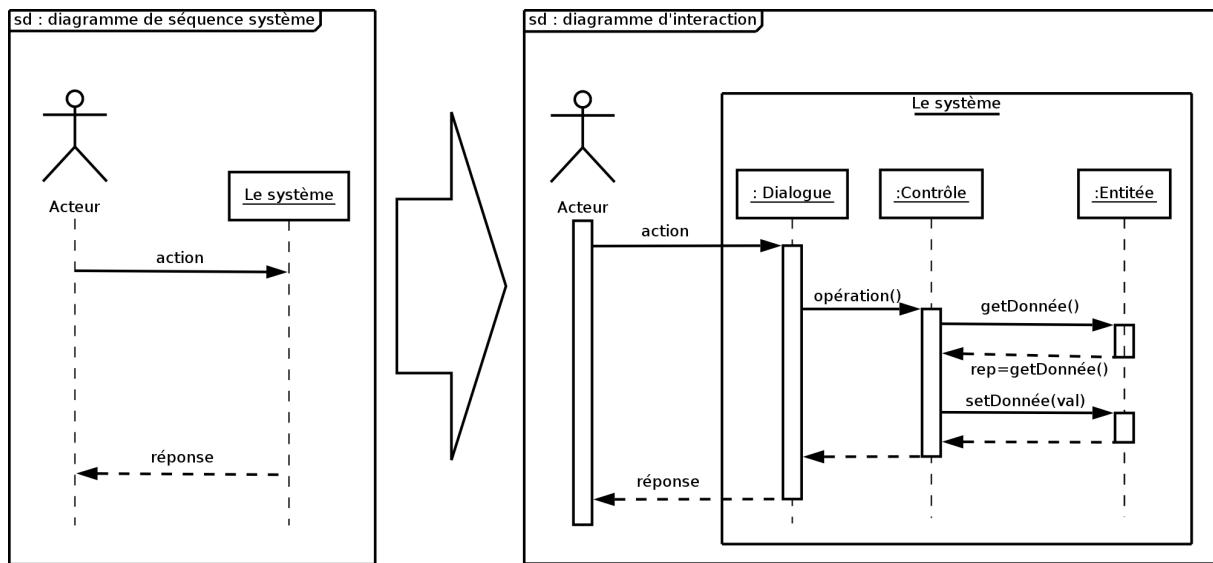 sd : diagramme de séquence système
Acteur
Le système
action
réponse
sd : diagramme d'interaction
Le système
Acteur
: Dialogue
:Contrôle
:Entitée
action
opération()
getDonnée()
rep=getDonnée()
setDonnée(val)
réponse